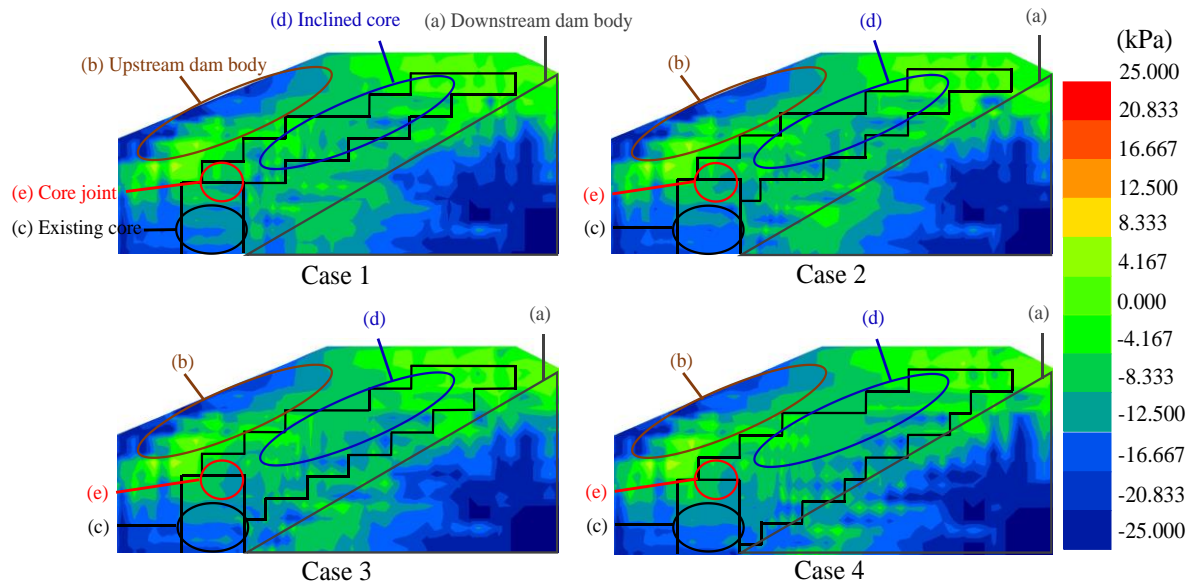 (d) Inclined core
(a) Downstream dam body
(b) Upstream dam body
(e) Core joint
(c) Existing core
Case 1
(a)
(d)
(b)
(e)
(c)
Case 2
(a)
(d)
(b)
(e)
(c)
Case 3
(a)
(d)
(b)
(e)
(c)
Case 4
(kPa)
25.000
20.833
16.667
12.500
8.333
4.167
0.000
-4.167
-8.333
-12.500
-16.667
-20.833
-25.000